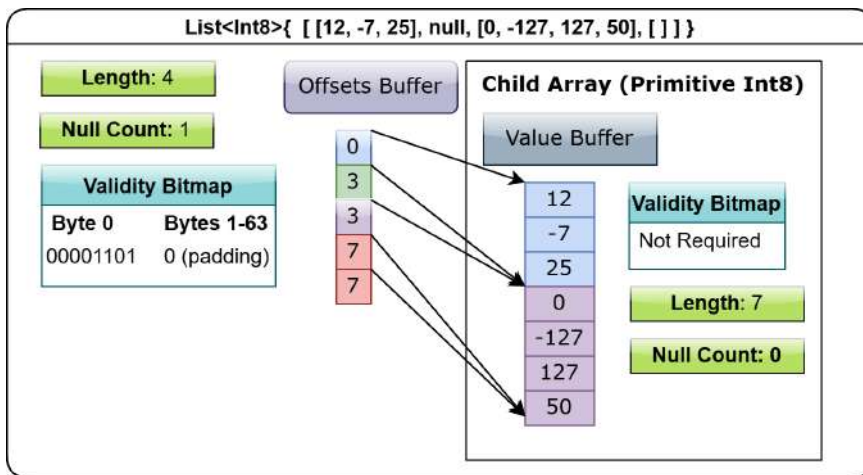 List<Int8>{ [ [12, -7, 25], null, [0, -127, 127, 50], [ ] ] }
Length: 4
Null Count: 1
Validity Bitmap
Byte 0 Bytes 1-63
00001101 0 (padding)
Offsets Buffer
0
3
3
7
7
Child Array (Primitive Int8)
Value Buffer
12
-7
25
0
-127
127
50
Validity Bitmap
Not Required
Length: 7
Null Count: 0